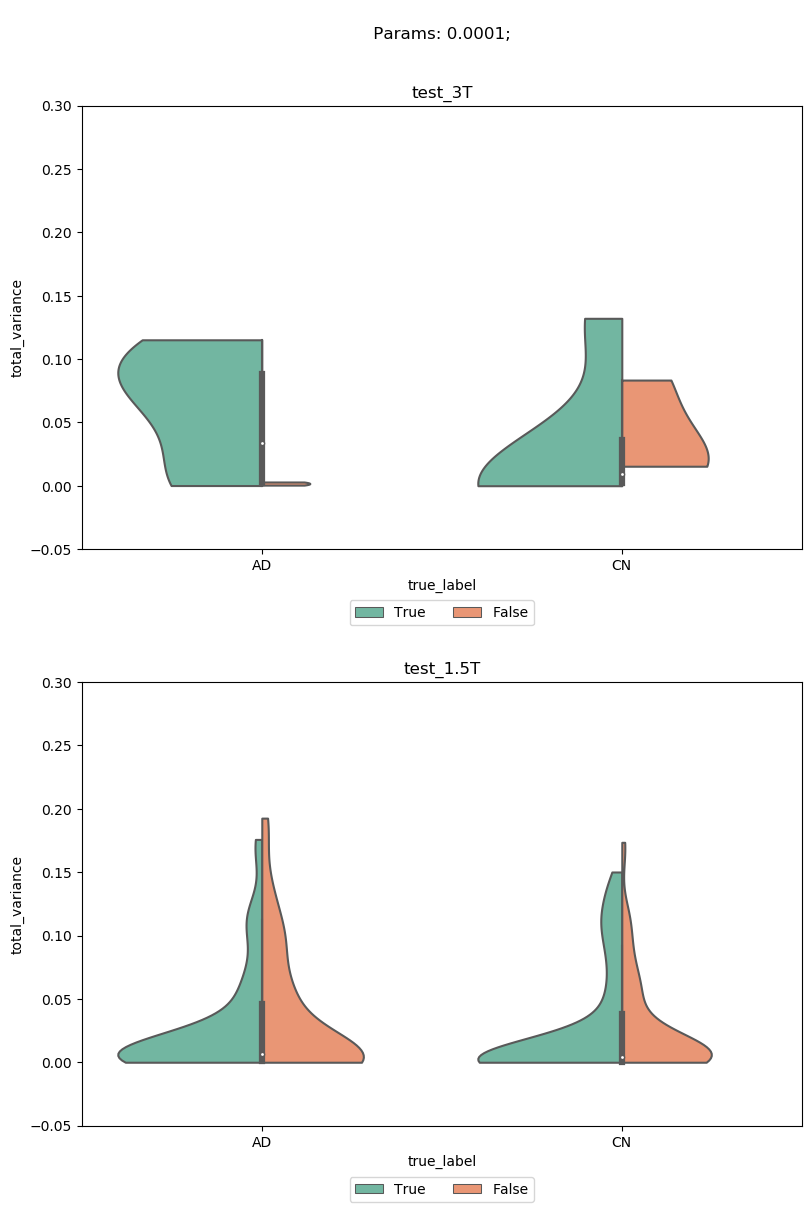 Params: 0.0001;
test_3T
0.30
0.25
0.20
0.15
0.10
0.05
0.00
−0.05
total_variance
AD
CN
true_label
True
False
test_1.5T
0.30
0.25
0.20
0.15
0.10
0.05
0.00
−0.05
total_variance
AD
CN
true_label
True
False